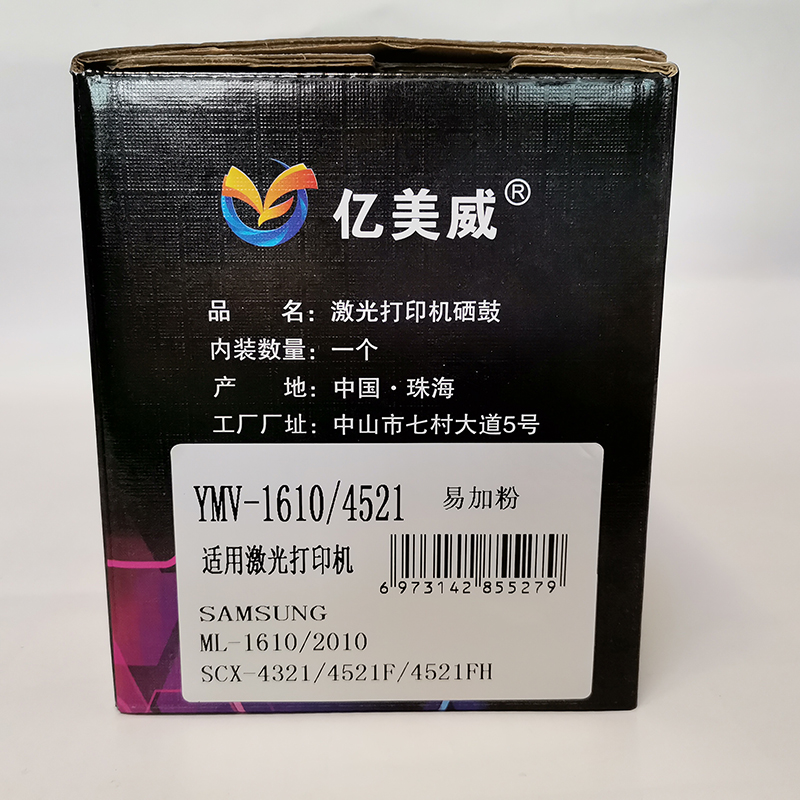 亿美威®
品　　名：激光打印机硒鼓
内装数量：一个
产　　地：中国·珠海
工厂厂址：中山市七村大道5号
YMV-1610/4521 易加粉
适用激光打印机
6 973142 855279
SAMSUNG
ML-1610/2010
SCX-4321/4521F/4521FH